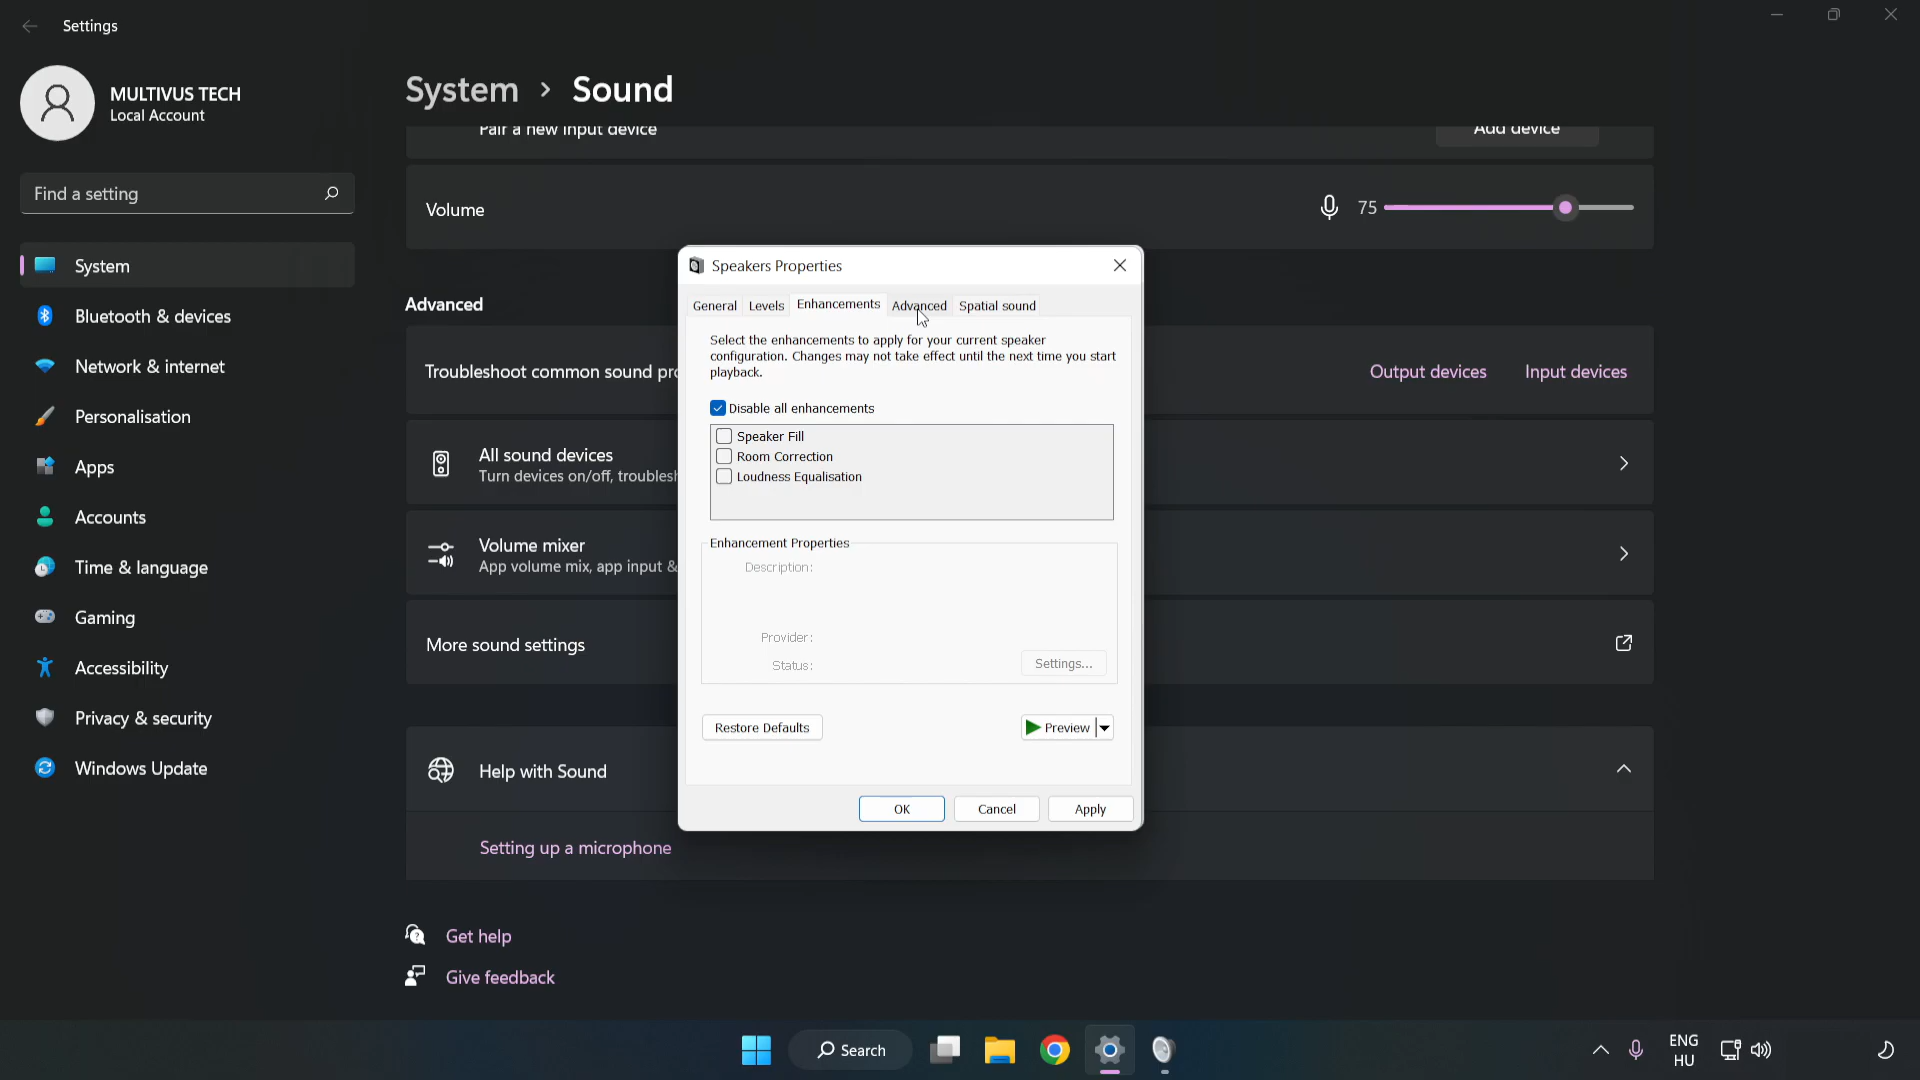 Settings
MULTIVUS TECH
Local Account
Find a setting
System
Bluetooth & devices
Network & internet
Personalisation
Apps
Accounts
Time & language
Gaming
Accessibility
Privacy & security
Windows Update
System > Sound
Pair a new input device
Add device
Volume
75
Advanced
Troubleshoot common sound pro
Output devices
Input devices
All sound devices
Turn devices on/off, troublesh
Volume mixer
App volume mix, app input &
More sound settings
Help with Sound
Setting up a microphone
Get help
Give feedback
Speakers Properties
General
Levels
Enhancements
Advanced
Spatial sound
Select the enhancements to apply for your current speaker
configuration. Changes may not take effect until the next time you start
playback.
Disable all enhancements
Speaker Fill
Room Correction
Loudness Equalisation
Enhancement Properties
Description:
Provider:
Status:
Settings...
Restore Defaults
Preview
OK
Cancel
Apply
Search
ENG
HU